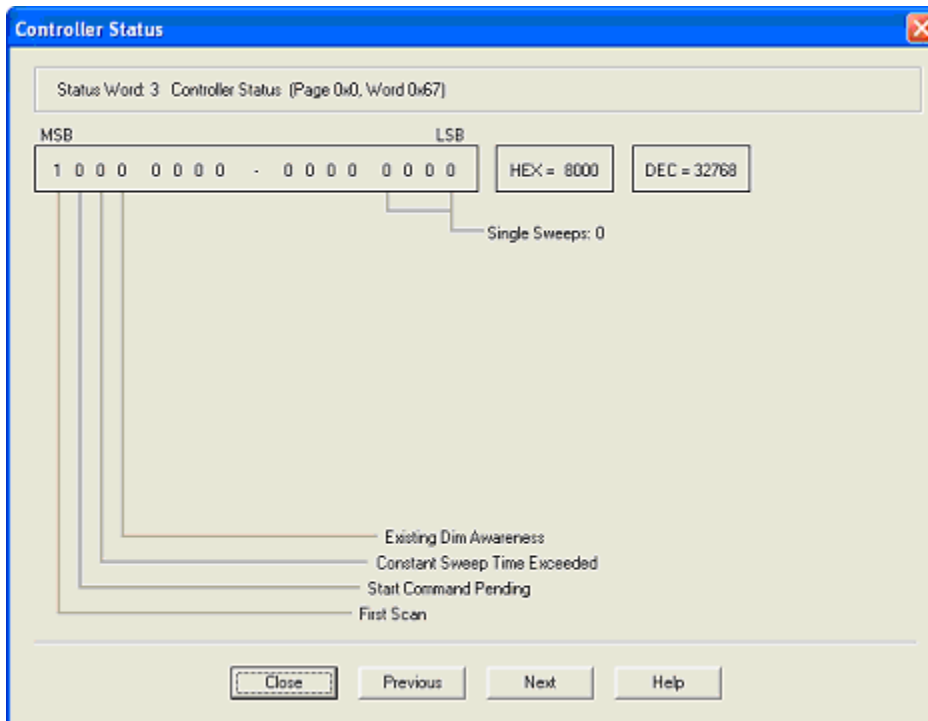 Controller Status
Status Word: 3 Controller Status (Page 0x0, Word 0x67)
MSB LSB
1 0 0 0 0 0 0 0 - 0 0 0 0 0 0 0 0 HEX = 8000 DEC = 32768
Single Sweeps: 0
Existing Dim Awareness
Constant Sweep Time Exceeded
Start Command Pending
First Scan
Close Previous Next Help